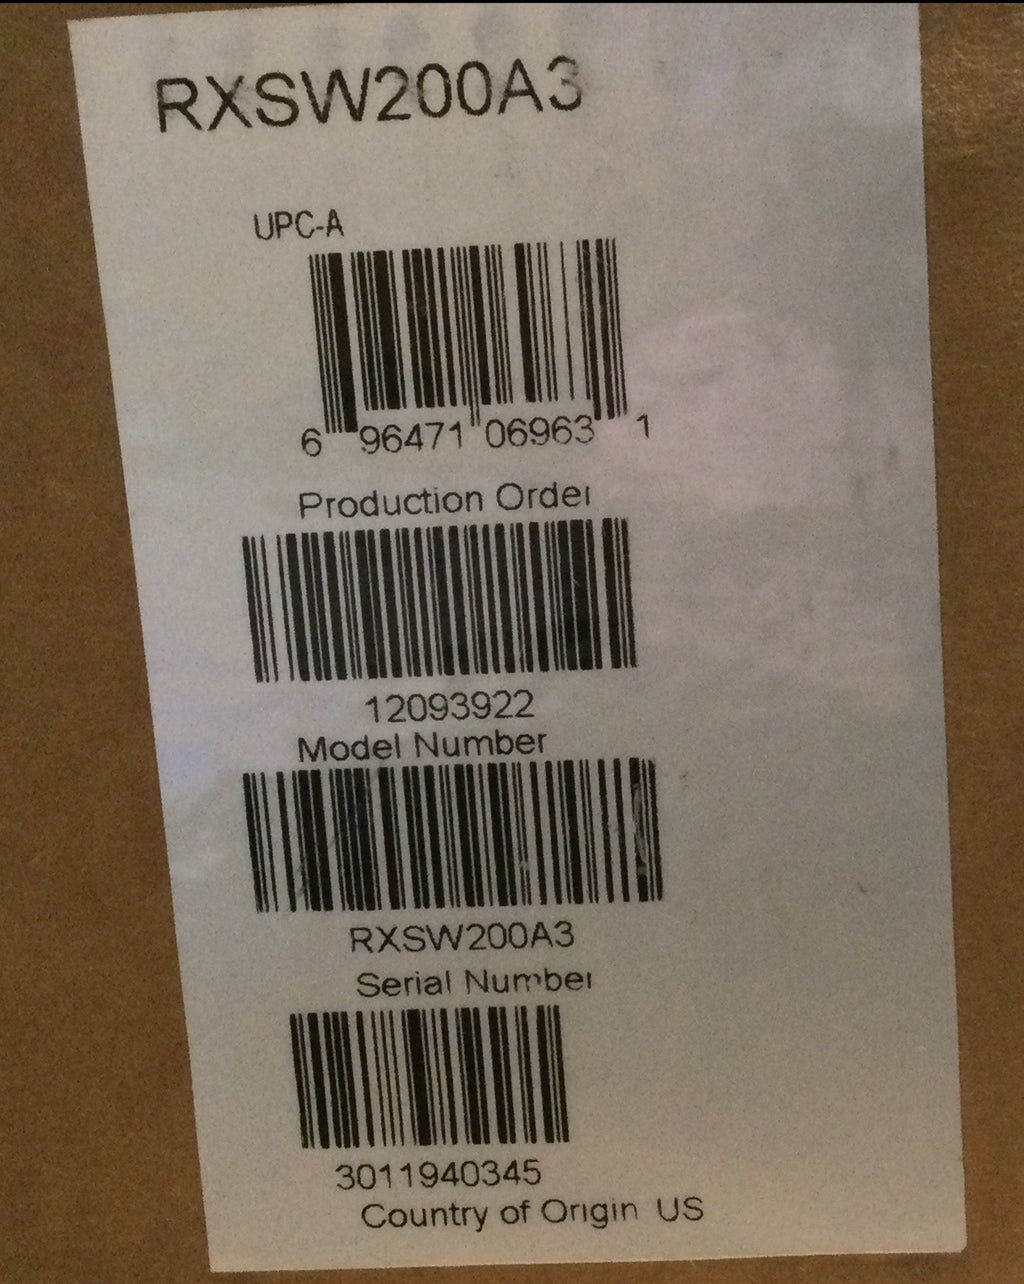 RXSW200A3
UPC-A
6 96471 06963 1
Production Order
12093922
Model Number
RXSW200A3
Serial Number
3011940345
Country of Origin US